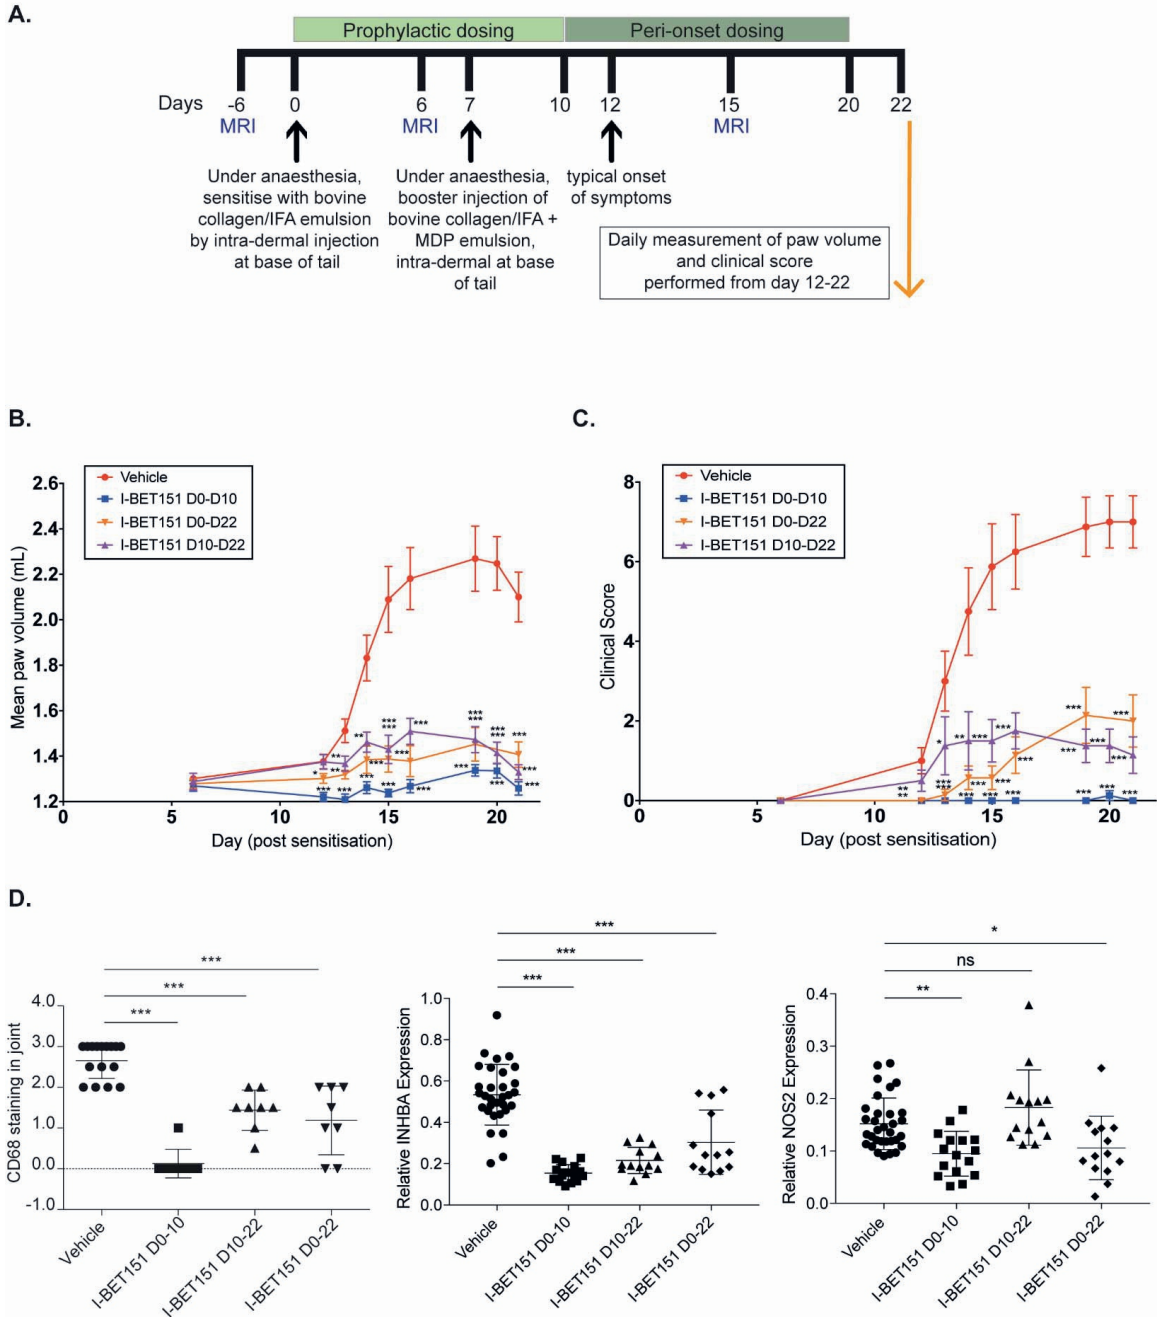 A.
Prophylactic dosing
Peri-onset dosing
Days -6 0 6 7 10 12 15 20 22
MRI MRI MRI
Under anaesthesia,
sensitise with bovine
collagen/IFA emulsion
by intra-dermal injection
at base of tail
Under anaesthesia,
booster injection of
bovine collagen/IFA +
MDP emulsion,
intra-dermal at base
of tail
typical onset
of symptoms
Daily measurement of paw volume
and clinical score
performed from day 12-22
B.
Vehicle
I-BET151 D0-D10
I-BET151 D0-D22
I-BET151 D10-D22
Mean paw volume (mL)
2.6
2.4
2.2
2.0
1.8
1.6
1.4
1.2
0 5 10 15 20
Day (post sensitisation)
C.
Vehicle
I-BET151 D0-D10
I-BET151 D0-D22
I-BET151 D10-D22
Clinical Score
8
6
4
2
0
0 5 10 15 20
Day (post sensitisation)
D.
***
***
***
CD68 staining in joint
4.0
3.0
2.0
1.0
0.0
-1.0
Vehicle
I-BET151 D0-10
I-BET151 D10-22
I-BET151 D0-22
***
***
***
Relative INHBA Expression
1.0
0.8
0.6
0.4
0.2
0.0
Vehicle
I-BET151 D0-10
I-BET151 D10-22
I-BET151 D0-22
*
ns
**
Relative NOS2 Expression
0.4
0.3
0.2
0.1
0.0
Vehicle
I-BET151 D0-10
I-BET151 D10-22
I-BET151 D0-22